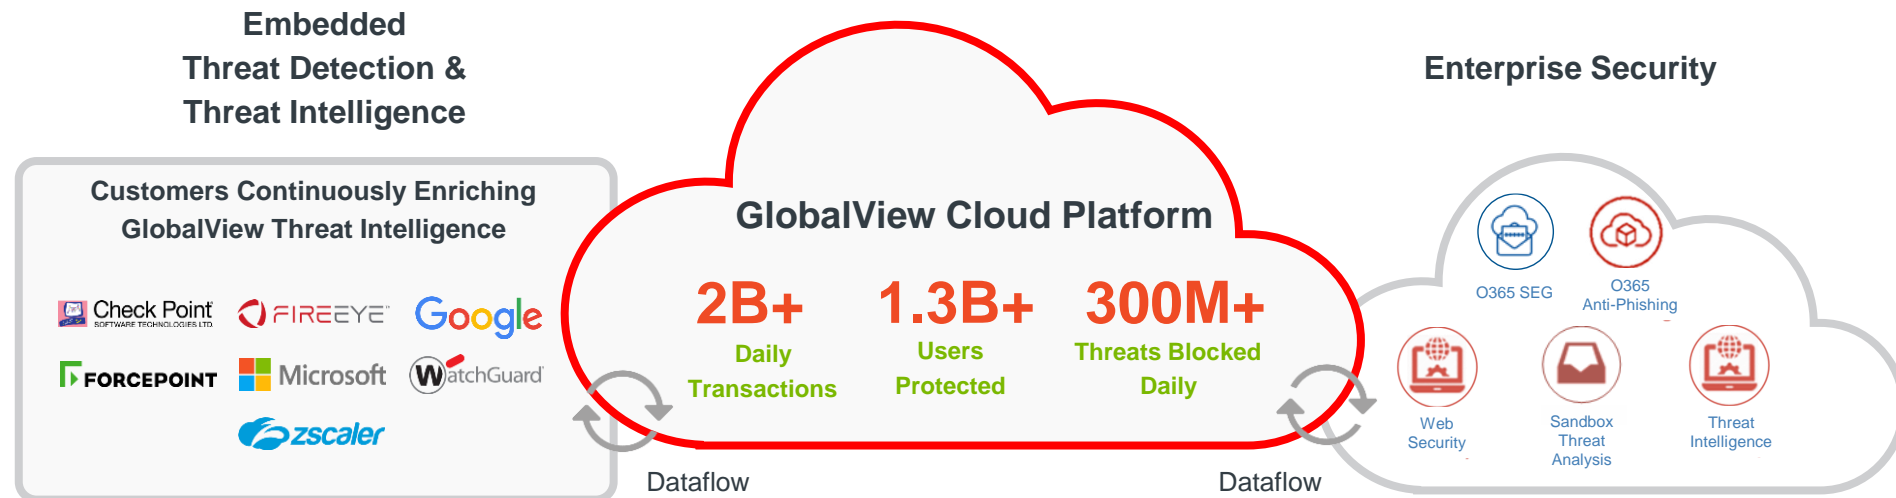 Embedded
Threat Detection &
Threat Intelligence
Customers Continuously Enriching
GlobalView Threat Intelligence
Check Point
SOFTWARE TECHNOLOGIES LTD.
FIREEYE™
Google
FORCEPOINT
Microsoft
WatchGuard
zscaler
GlobalView Cloud Platform
2B+
Daily
Transactions
1.3B+
Users
Protected
300M+
Threats Blocked
Daily
Dataflow
Dataflow
Enterprise Security
O365 SEG
O365
Anti-Phishing
Web
Security
Sandbox
Threat
Analysis
Threat
Intelligence